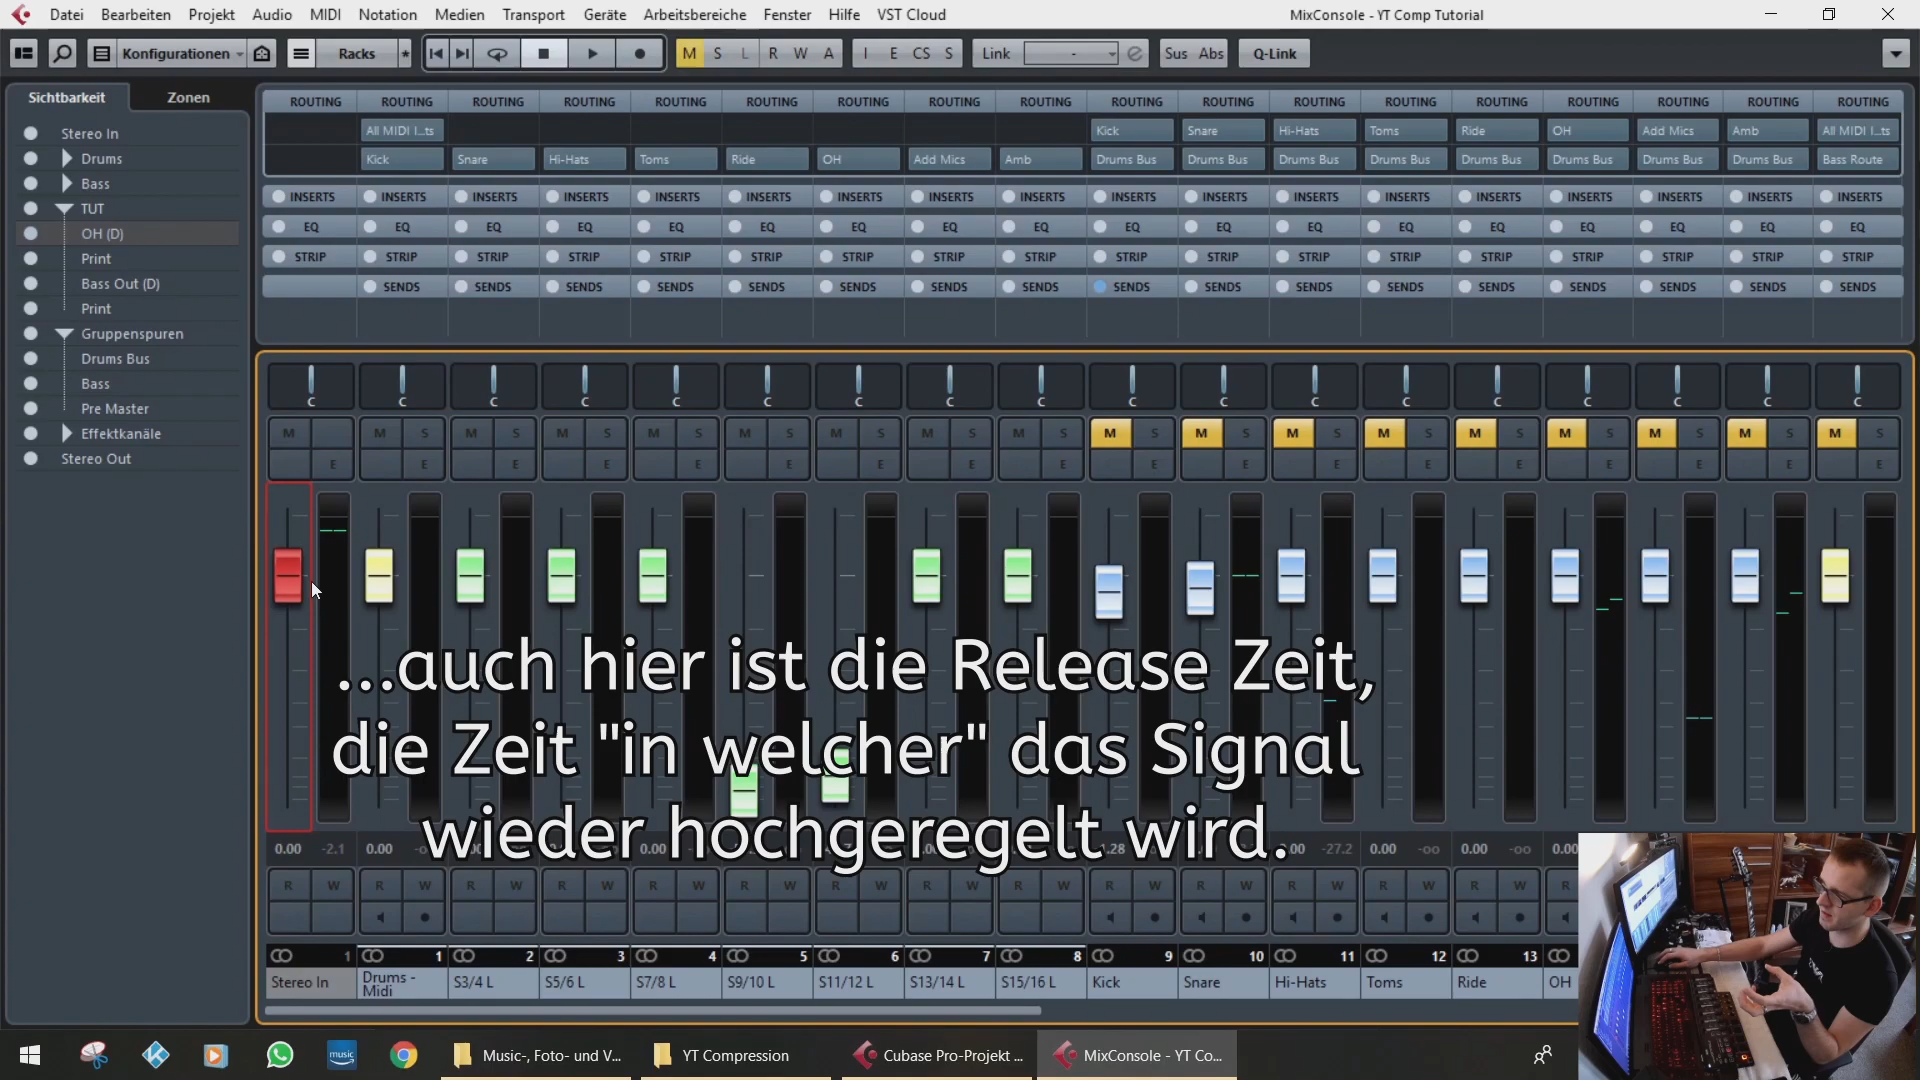 Datei Bearbeiten Projekt Audio MIDI Notation Medien Transport Geräte Arbeitsbereiche Fenster Hilfe VST Cloud MixConsole - YT Comp Tutorial
Konfigurationen Racks * M S L R W A I E CS S Link - Sus Abs Q-Link
Sichtbarkeit Zonen
Stereo In
Drums
Bass
TUT
OH (D)
Print
Bass Out (D)
Print
Gruppenspuren
Drums Bus
Bass
Pre Master
Effektkanäle
Stereo Out
ROUTING ROUTING ROUTING ROUTING ROUTING ROUTING ROUTING ROUTING ROUTING ROUTING ROUTING ROUTING ROUTING ROUTING ROUTING ROUTING ROUTING ROUTING
All MIDI I...ts Kick Snare Hi-Hats Toms Ride OH Add Mics Amb All MIDI I...ts
Kick Snare Hi-Hats Toms Ride OH Add Mics Amb Drums Bus Drums Bus Drums Bus Drums Bus Drums Bus Drums Bus Drums Bus Drums Bus Bass Route
INSERTS INSERTS INSERTS INSERTS INSERTS INSERTS INSERTS INSERTS INSERTS INSERTS INSERTS INSERTS INSERTS INSERTS INSERTS INSERTS INSERTS INSERTS
EQ EQ EQ EQ EQ EQ EQ EQ EQ EQ EQ EQ EQ EQ EQ EQ EQ EQ
STRIP STRIP STRIP STRIP STRIP STRIP STRIP STRIP STRIP STRIP STRIP STRIP STRIP STRIP STRIP STRIP STRIP STRIP
SENDS SENDS SENDS SENDS SENDS SENDS SENDS SENDS SENDS SENDS SENDS SENDS SENDS SENDS SENDS SENDS SENDS
C C C C C C C C C C C C C C C C C C
M M S M S M S M S M S M S M S M S M S M S M S M S M S M S M S M S M S
E E E E E E E E E E E E E E E E E E
...auch hier ist die Release Zeit,
die Zeit "in welcher" das Signal
wieder hochgeregelt wird.
0.00 -2.1 0.00 -27.2 0.00 -oo 0.00 -oo
R W R W R W R W R W R W R W R W R W R W R W R W R W R W R
1 1 2 3 4 5 6 7 8 9 10 11 12 13
Stereo In Drums - Midi S3/4 L S5/6 L S7/8 L S9/10 L S11/12 L S13/14 L S15/16 L Kick Snare Hi-Hats Toms Ride OH
music Music-, Foto- und V... YT Compression Cubase Pro-Projekt ... MixConsole - YT Co...